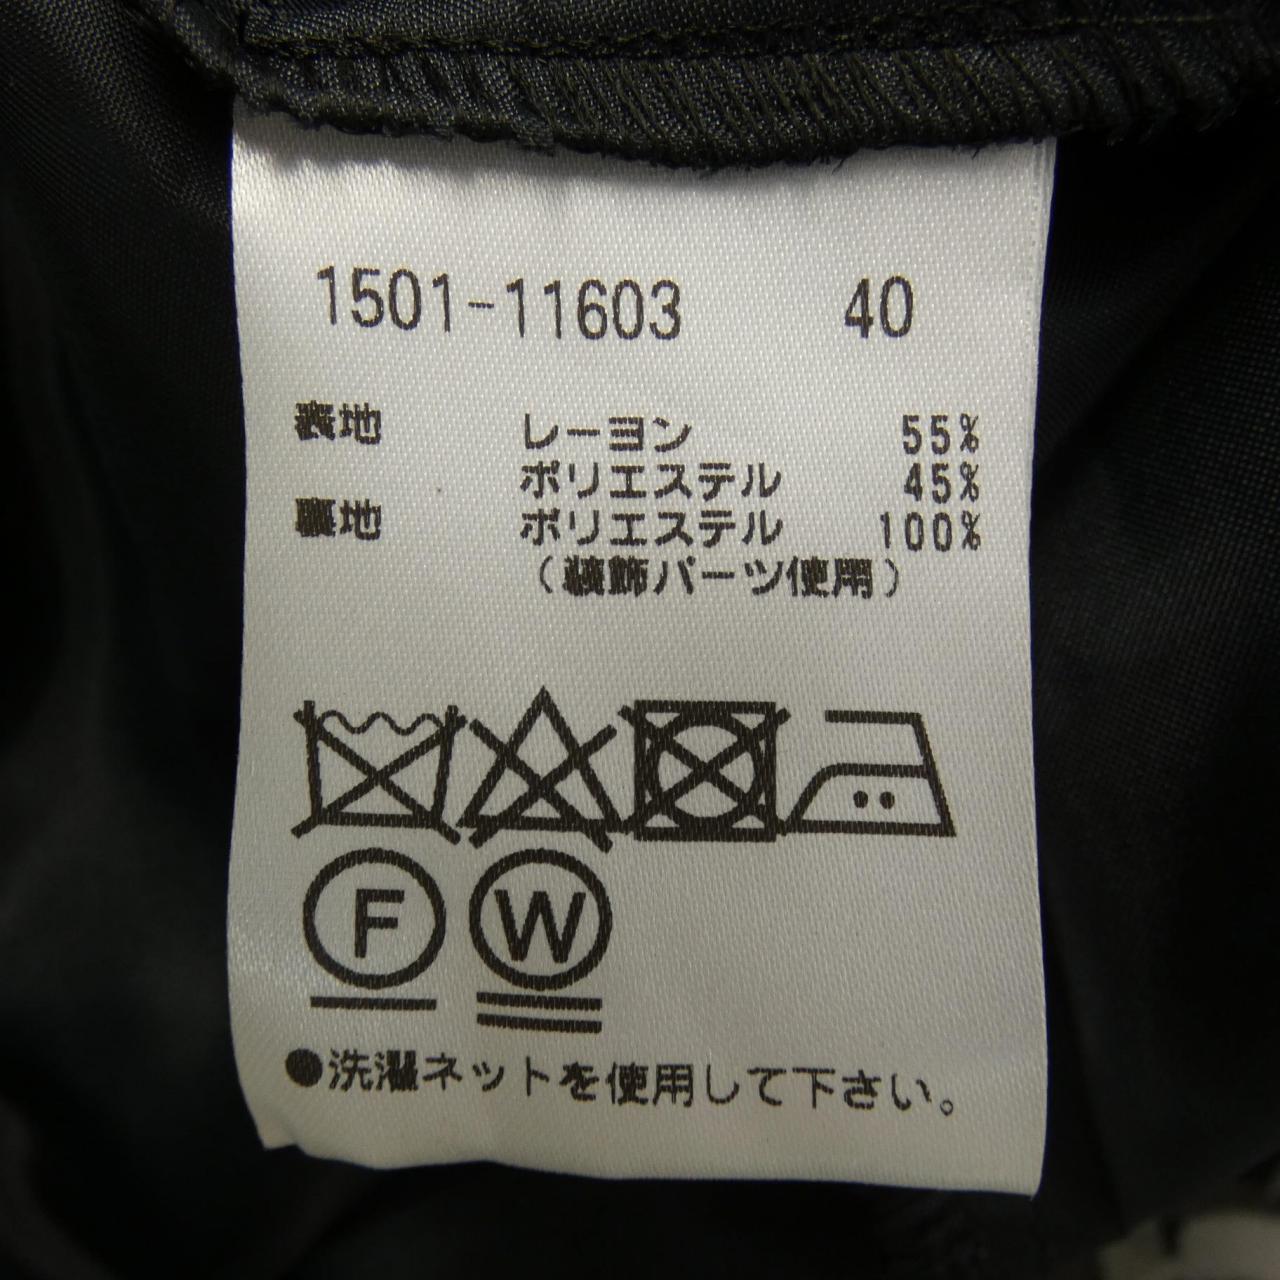 1501-11603 40
表地 レーヨン 55%
ポリエステル 45%
裏地 ポリエステル 100%
(装飾パーツ使用)
F W
●洗濯ネットを使用して下さい。